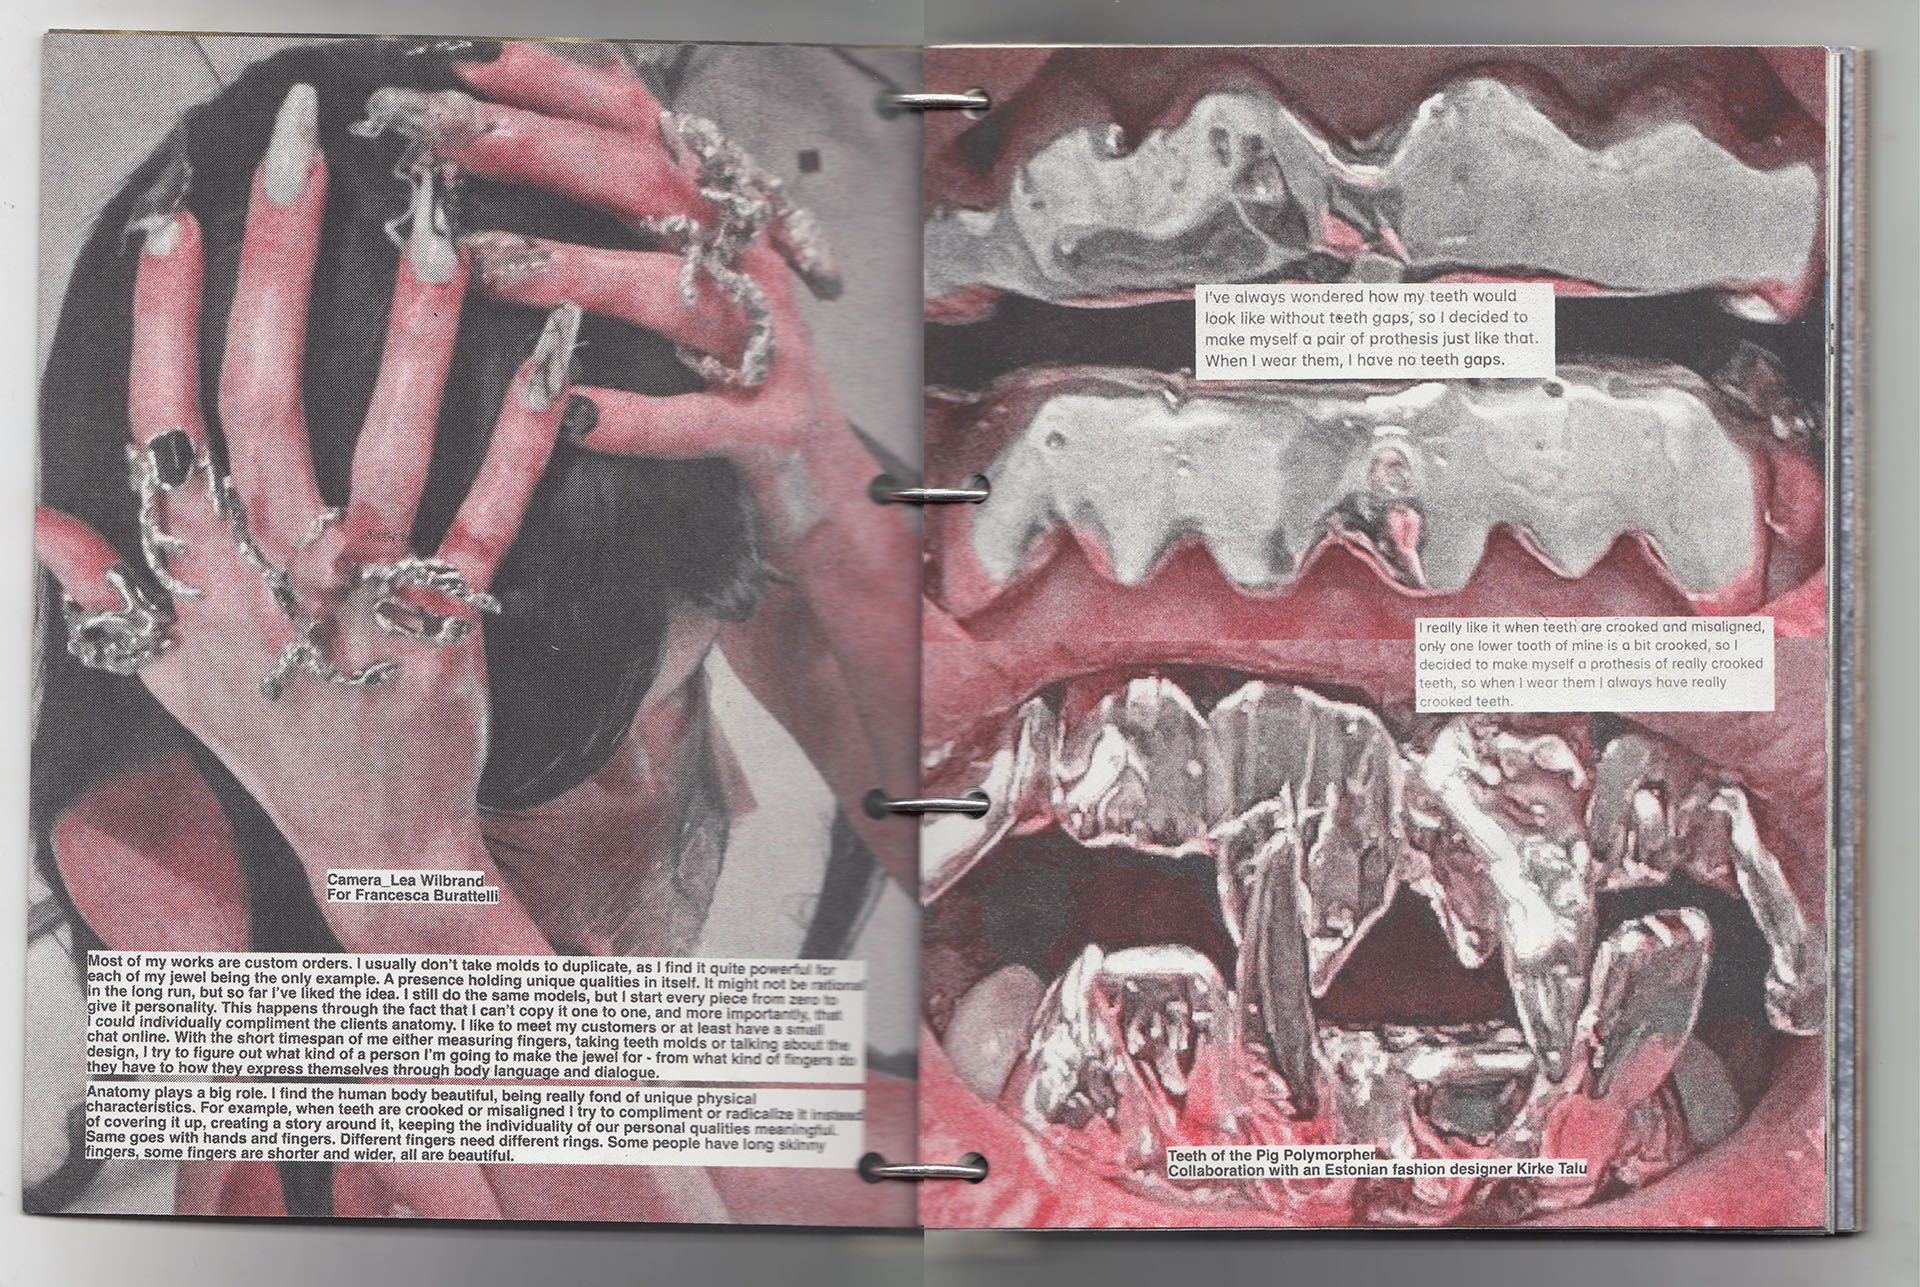 Camera_Lea Wilbrand
For Francesca Burattelli
Most of my works are custom orders. I usually don't take molds to duplicate, as I find it quite powerful for
each of my jewel being the only example. A presence holding unique qualities in itself. It might not be rational
in the long run, but so far I've liked the idea. I still do the same models, but I start every piece from zero to
give it personality. This happens through the fact that I can't copy it one to one, and more importantly, that
I could individually compliment the clients anatomy. I like to meet my customers or at least have a small
chat online. With the short timespan of me either measuring fingers, taking teeth molds or talking about the
design, I try to figure out what kind of a person I'm going to make the jewel for - from what kind of fingers do
they have to how they express themselves through body language and dialogue.
Anatomy plays a big role. I find the human body beautiful, being really fond of unique physical
characteristics. For example, when teeth are crooked or misaligned I try to compliment or radicalize it instead
of covering it up, creating a story around it, keeping the individuality of our personal qualities meaningful.
Same goes with hands and fingers. Different fingers need different rings. Some people have long skinny
fingers, some fingers are shorter and wider, all are beautiful.
I've always wondered how my teeth would
look like without teeth gaps, so I decided to
make myself a pair of prothesis just like that.
When I wear them, I have no teeth gaps.
I really like it when teeth are crooked and misaligned,
only one lower tooth of mine is a bit crooked, so I
decided to make myself a prothesis of really crooked
teeth, so when I wear them I always have really
crooked teeth.
Teeth of the Pig Polymorpher
Collaboration with an Estonian fashion designer Kirke Talu